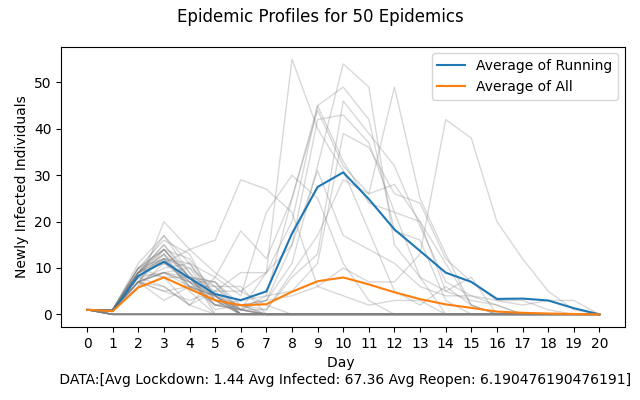 Epidemic Profiles for 50 Epidemics
Average of Running
Average of All
Newly Infected Individuals
50
40
30
20
10
0
0 1 2 3 4 5 6 7 8 9 10 11 12 13 14 15 16 17 18 19 20
Day
DATA:[Avg Lockdown: 1.44 Avg Infected: 67.36 Avg Reopen: 6.190476190476191]